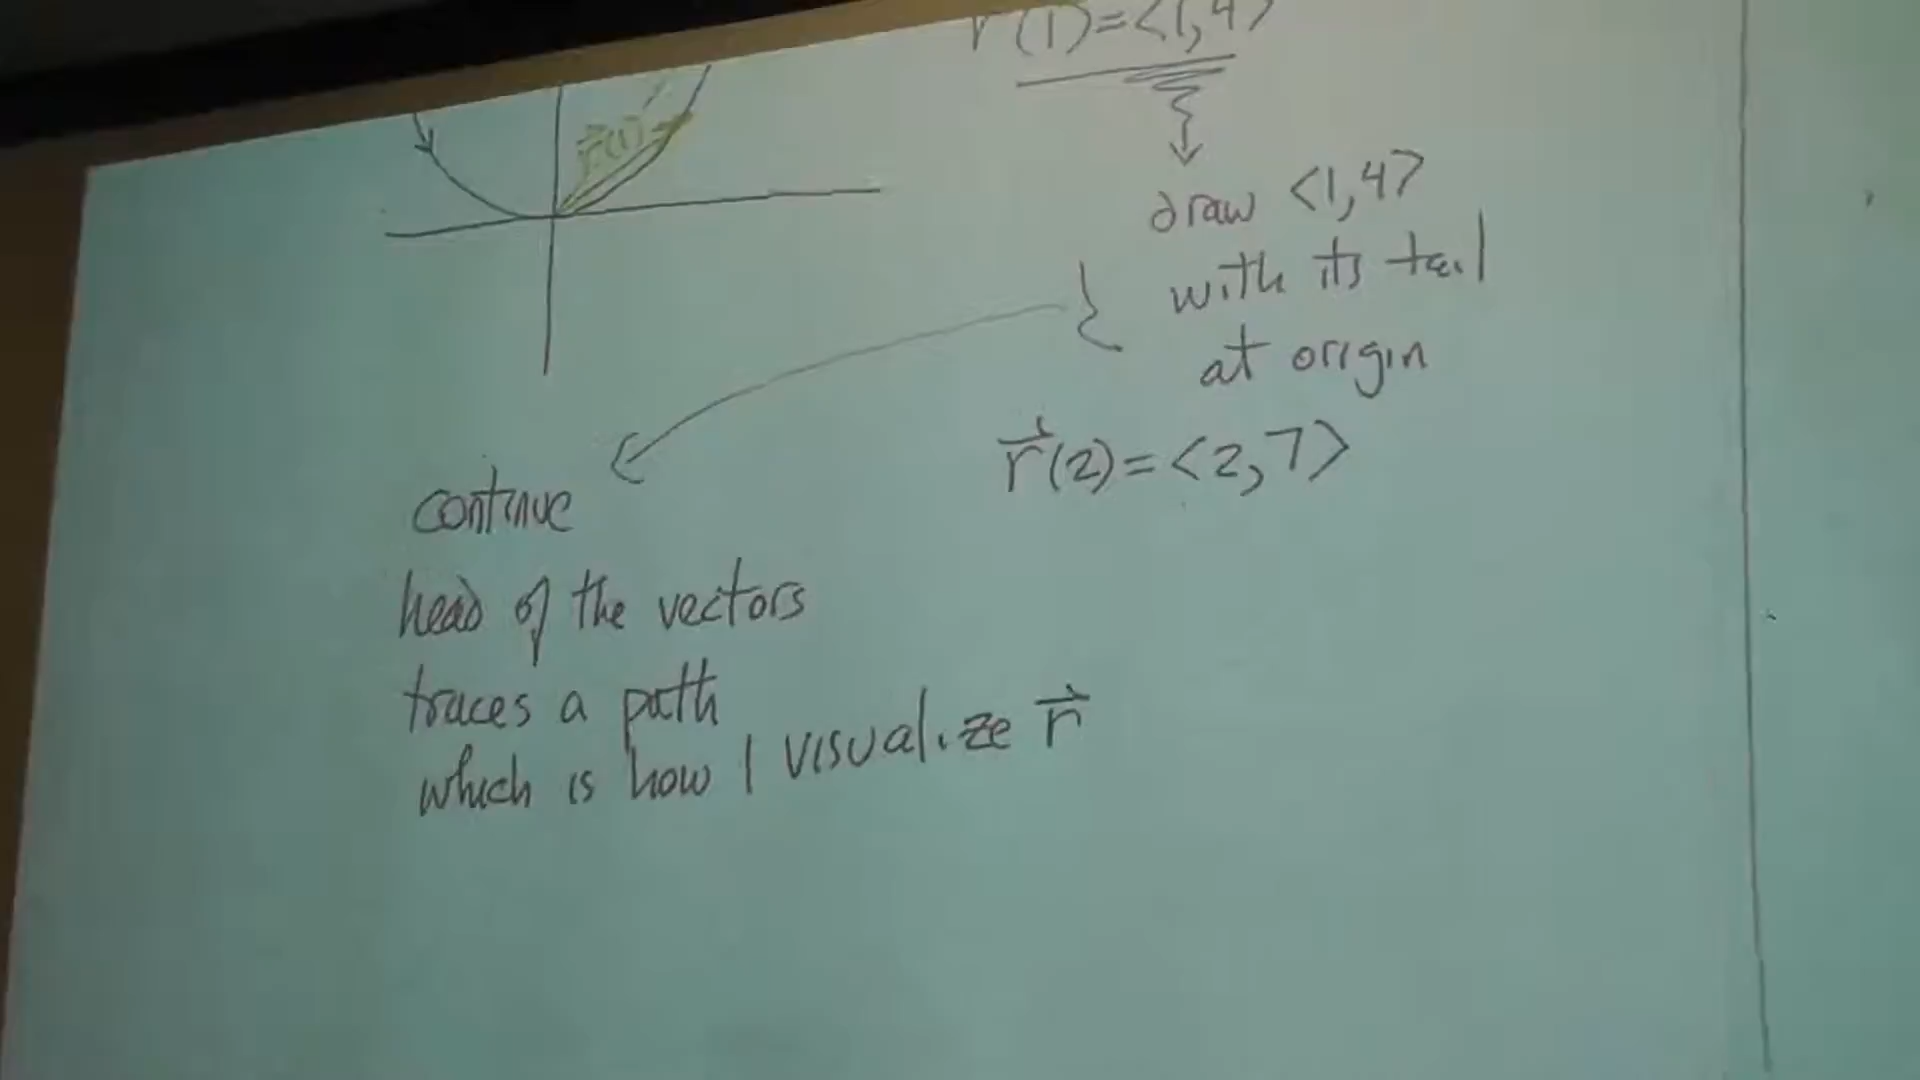 r(1)=<1,4>
r(1)
draw <1,4>
with its tail
at origin
r(2)=<2,7>
continue
head of the vectors
traces a path
which is how I visualize r